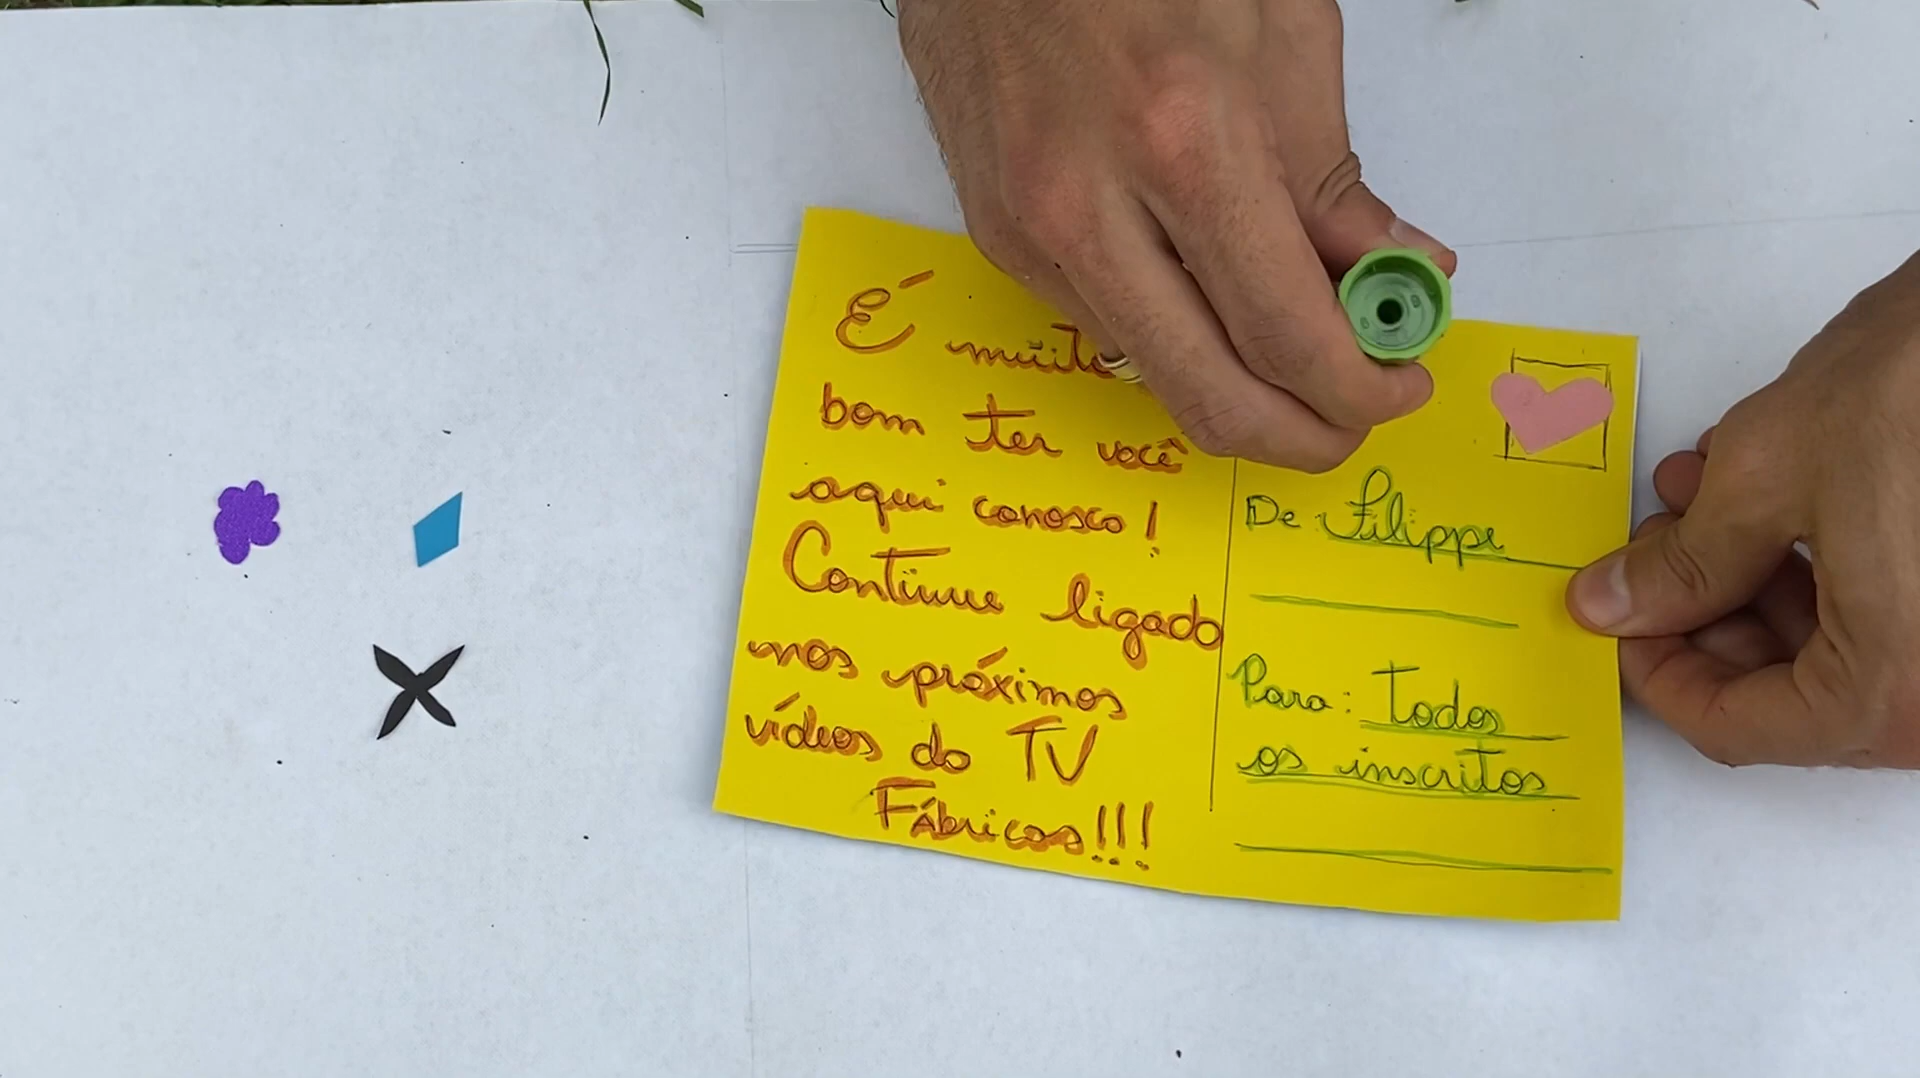 É muito
bom ter você
aqui conosco!
Continue ligado
nos próximos
vídeos do TV
Fábricas!!!
De Filippe
Para: Todos
os inscritos